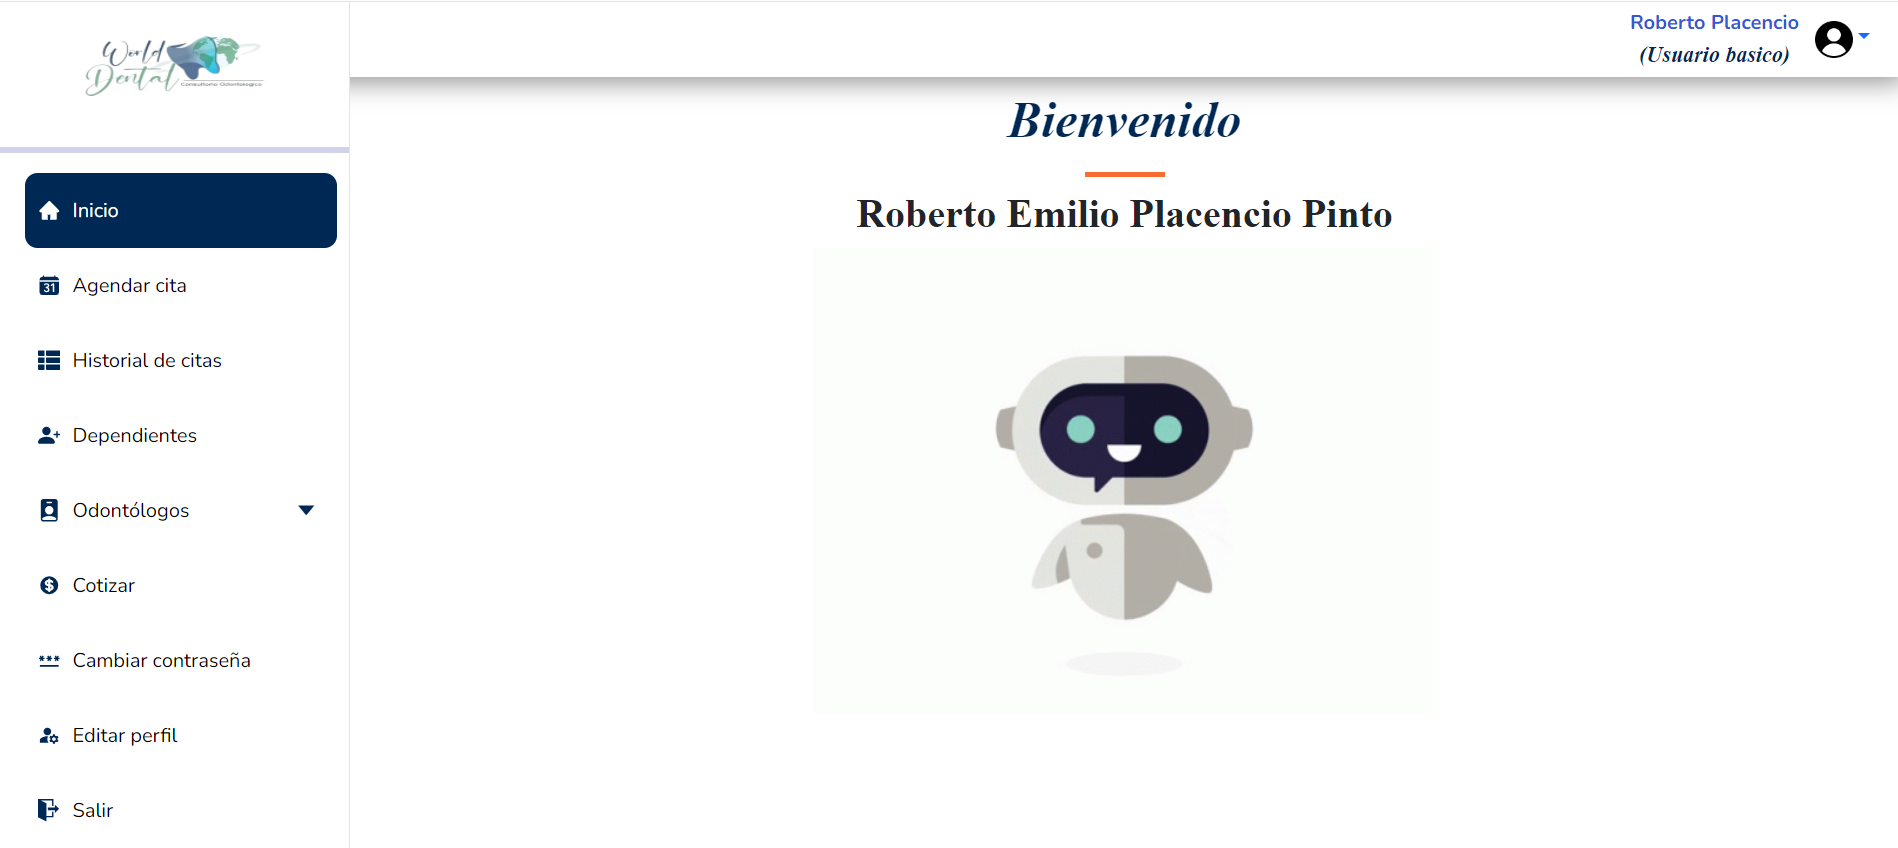 World
Dental
Consultorio Odontologico
Roberto Placencio
(Usuario basico)
Inicio
31
Agendar cita
Historial de citas
Dependientes
Odontólogos
Cotizar
Cambiar contraseña
Editar perfil
Salir
Bienvenido
Roberto Emilio Placencio Pinto